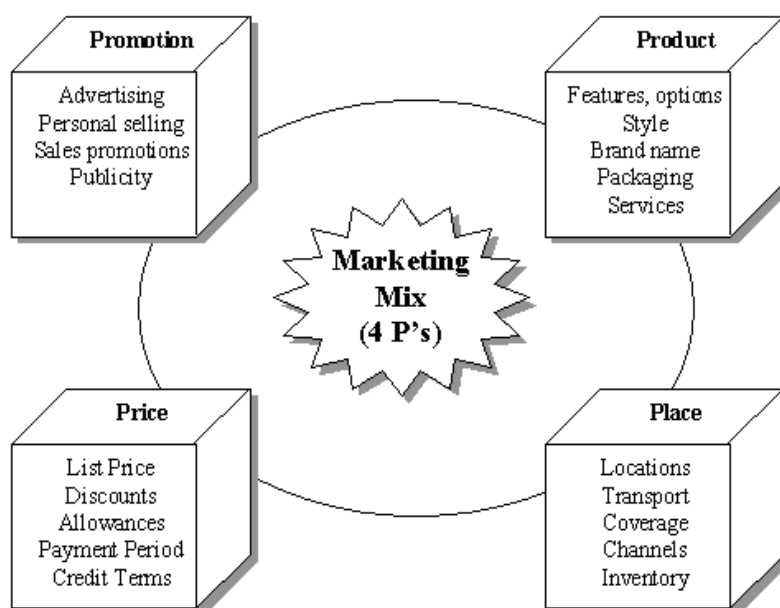 Promotion
Advertising
Personal selling
Sales promotions
Publicity
Product
Features, options
Style
Brand name
Packaging
Services
Marketing
Mix
(4 P's)
Price
List Price
Discounts
Allowances
Payment Period
Credit Terms
Place
Locations
Transport
Coverage
Channels
Inventory